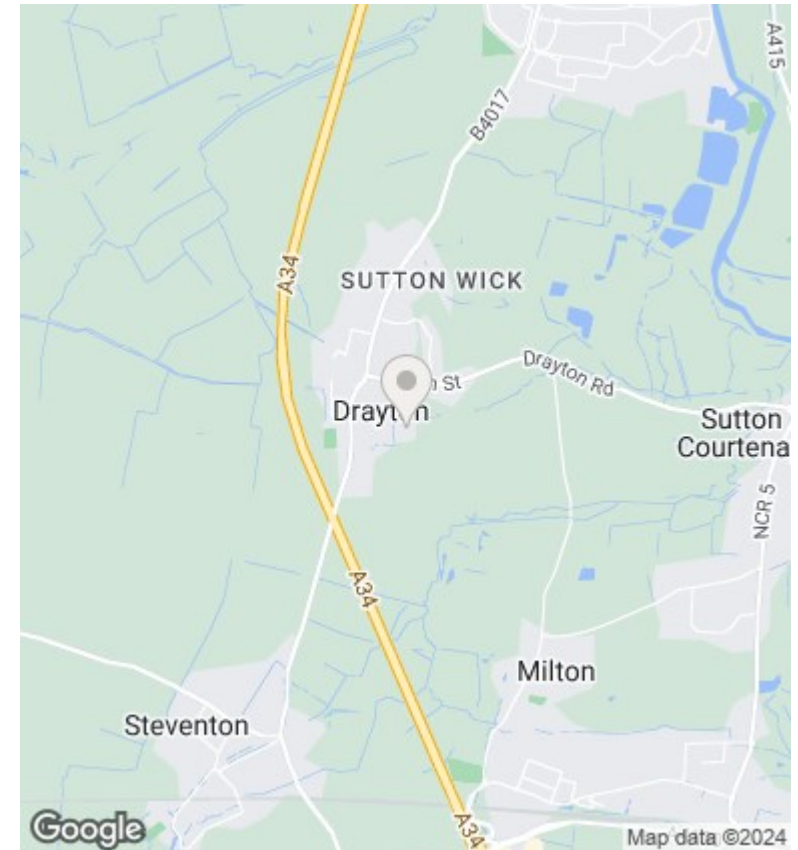 A415
B4017
A34
SUTTON WICK
Drayton Rd
St
Drayton
Sutton
Courtena
NCR 5
A34
Milton
Steventon
A34
Google
Map data ©2024